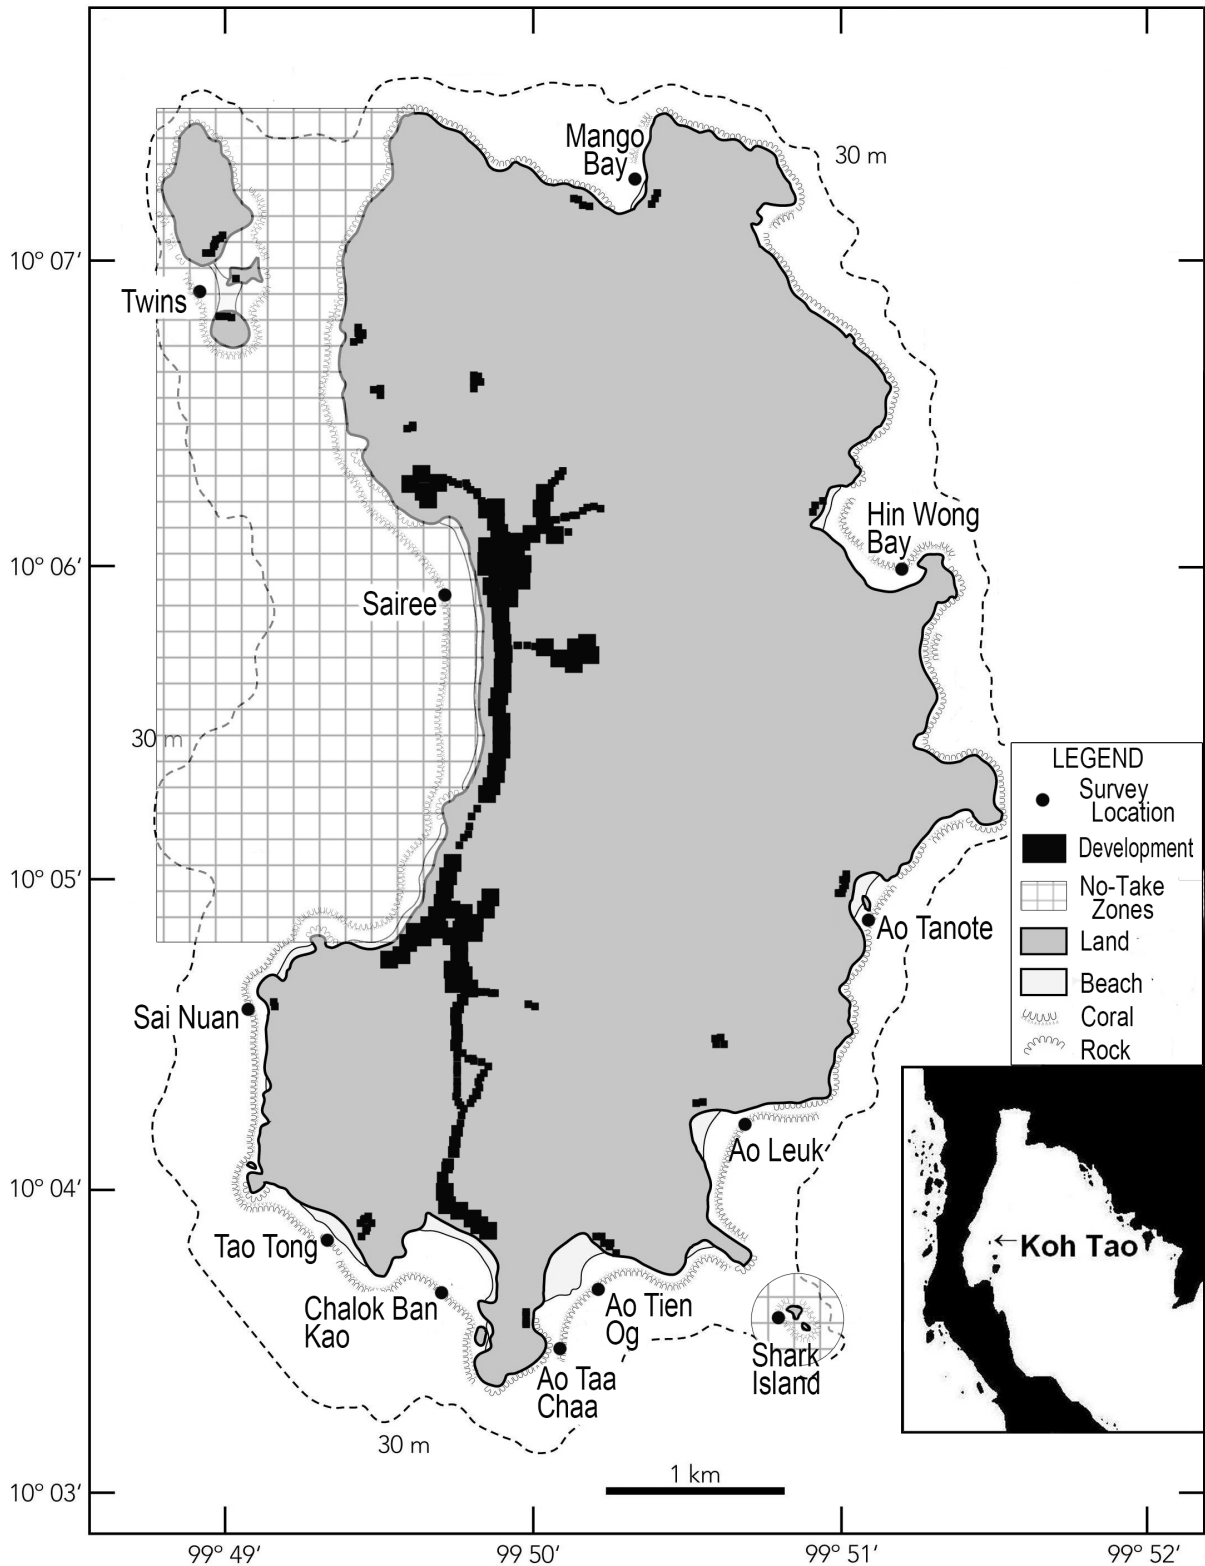 Mango
Bay
30 m
10° 07′
Twins
Hin Wong
Bay
10° 06′
Sairee
30 m
LEGEND
Survey
Location
Development
No-Take
Zones
Land
Beach
Coral
Rock
10° 05′
Ao Tanote
Sai Nuan
Ao Leuk
10° 04′
Tao Tong
←Koh Tao
Chalok Ban
Kao
Ao Tien
Og
Shark
Island
Ao Taa
Chaa
30 m
1 km
10° 03′
99° 49′
99 50′
99° 51′
99° 52′